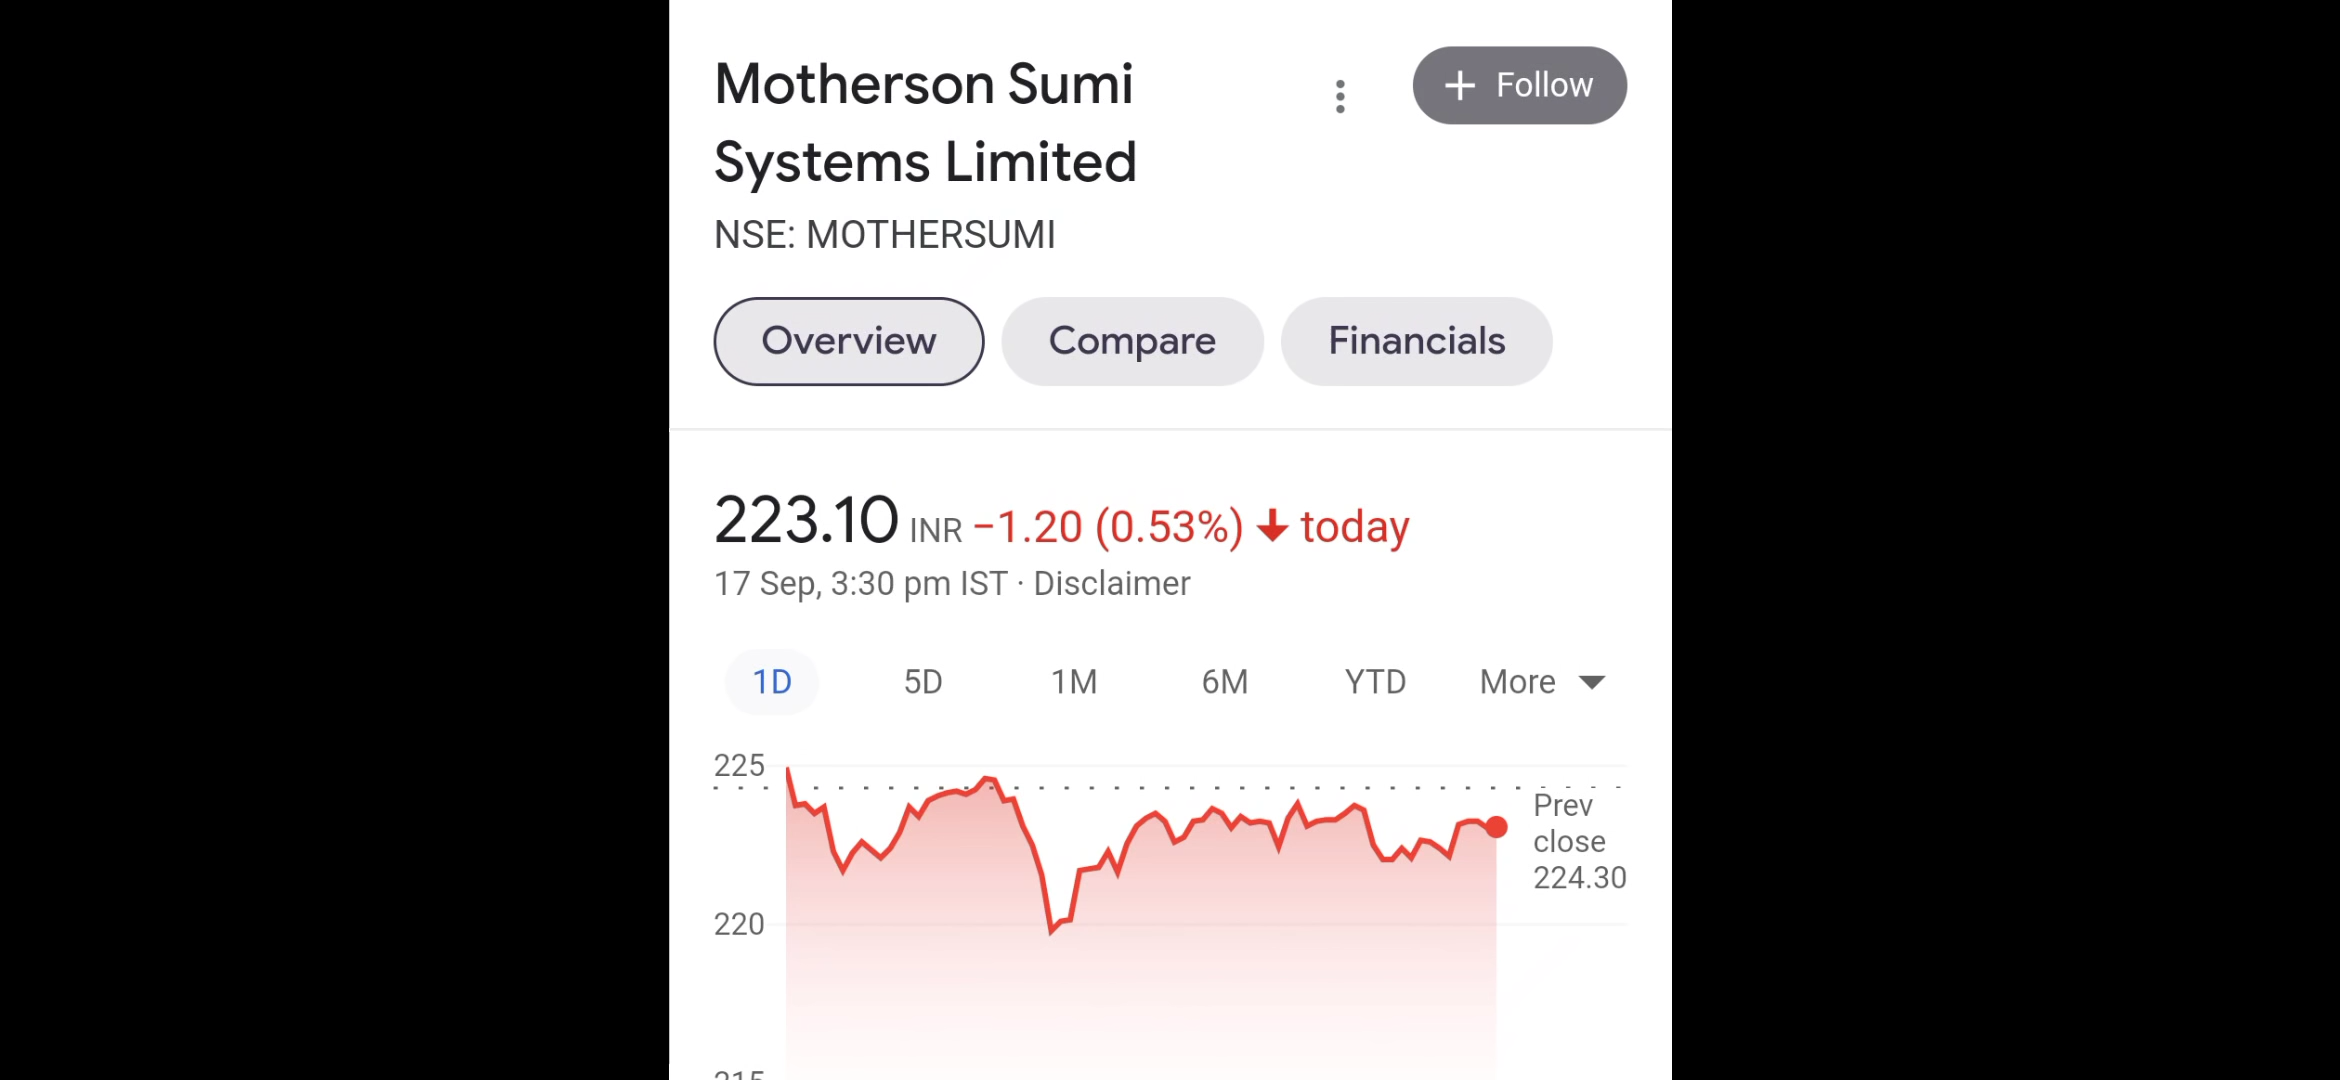 Motherson Sumi
Systems Limited
+ Follow
NSE: MOTHERSUMI
Overview Compare Financials
223.10 INR −1.20 (0.53%) ↓ today
17 Sep, 3:30 pm IST · Disclaimer
1D 5D 1M 6M YTD More
225
Prev
close
224.30
220
215